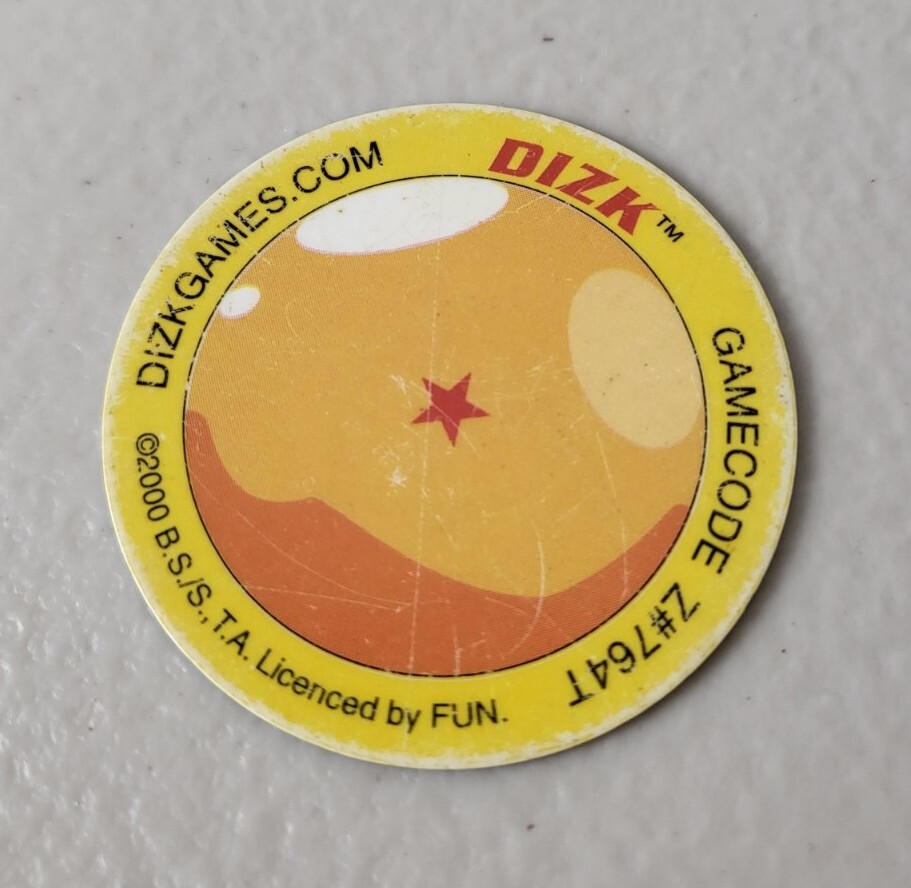 DIZKGAMES.COM
DIZK™
GAMECODE Z#764T
©2000 B.S./S., T.A. Licenced by FUN.